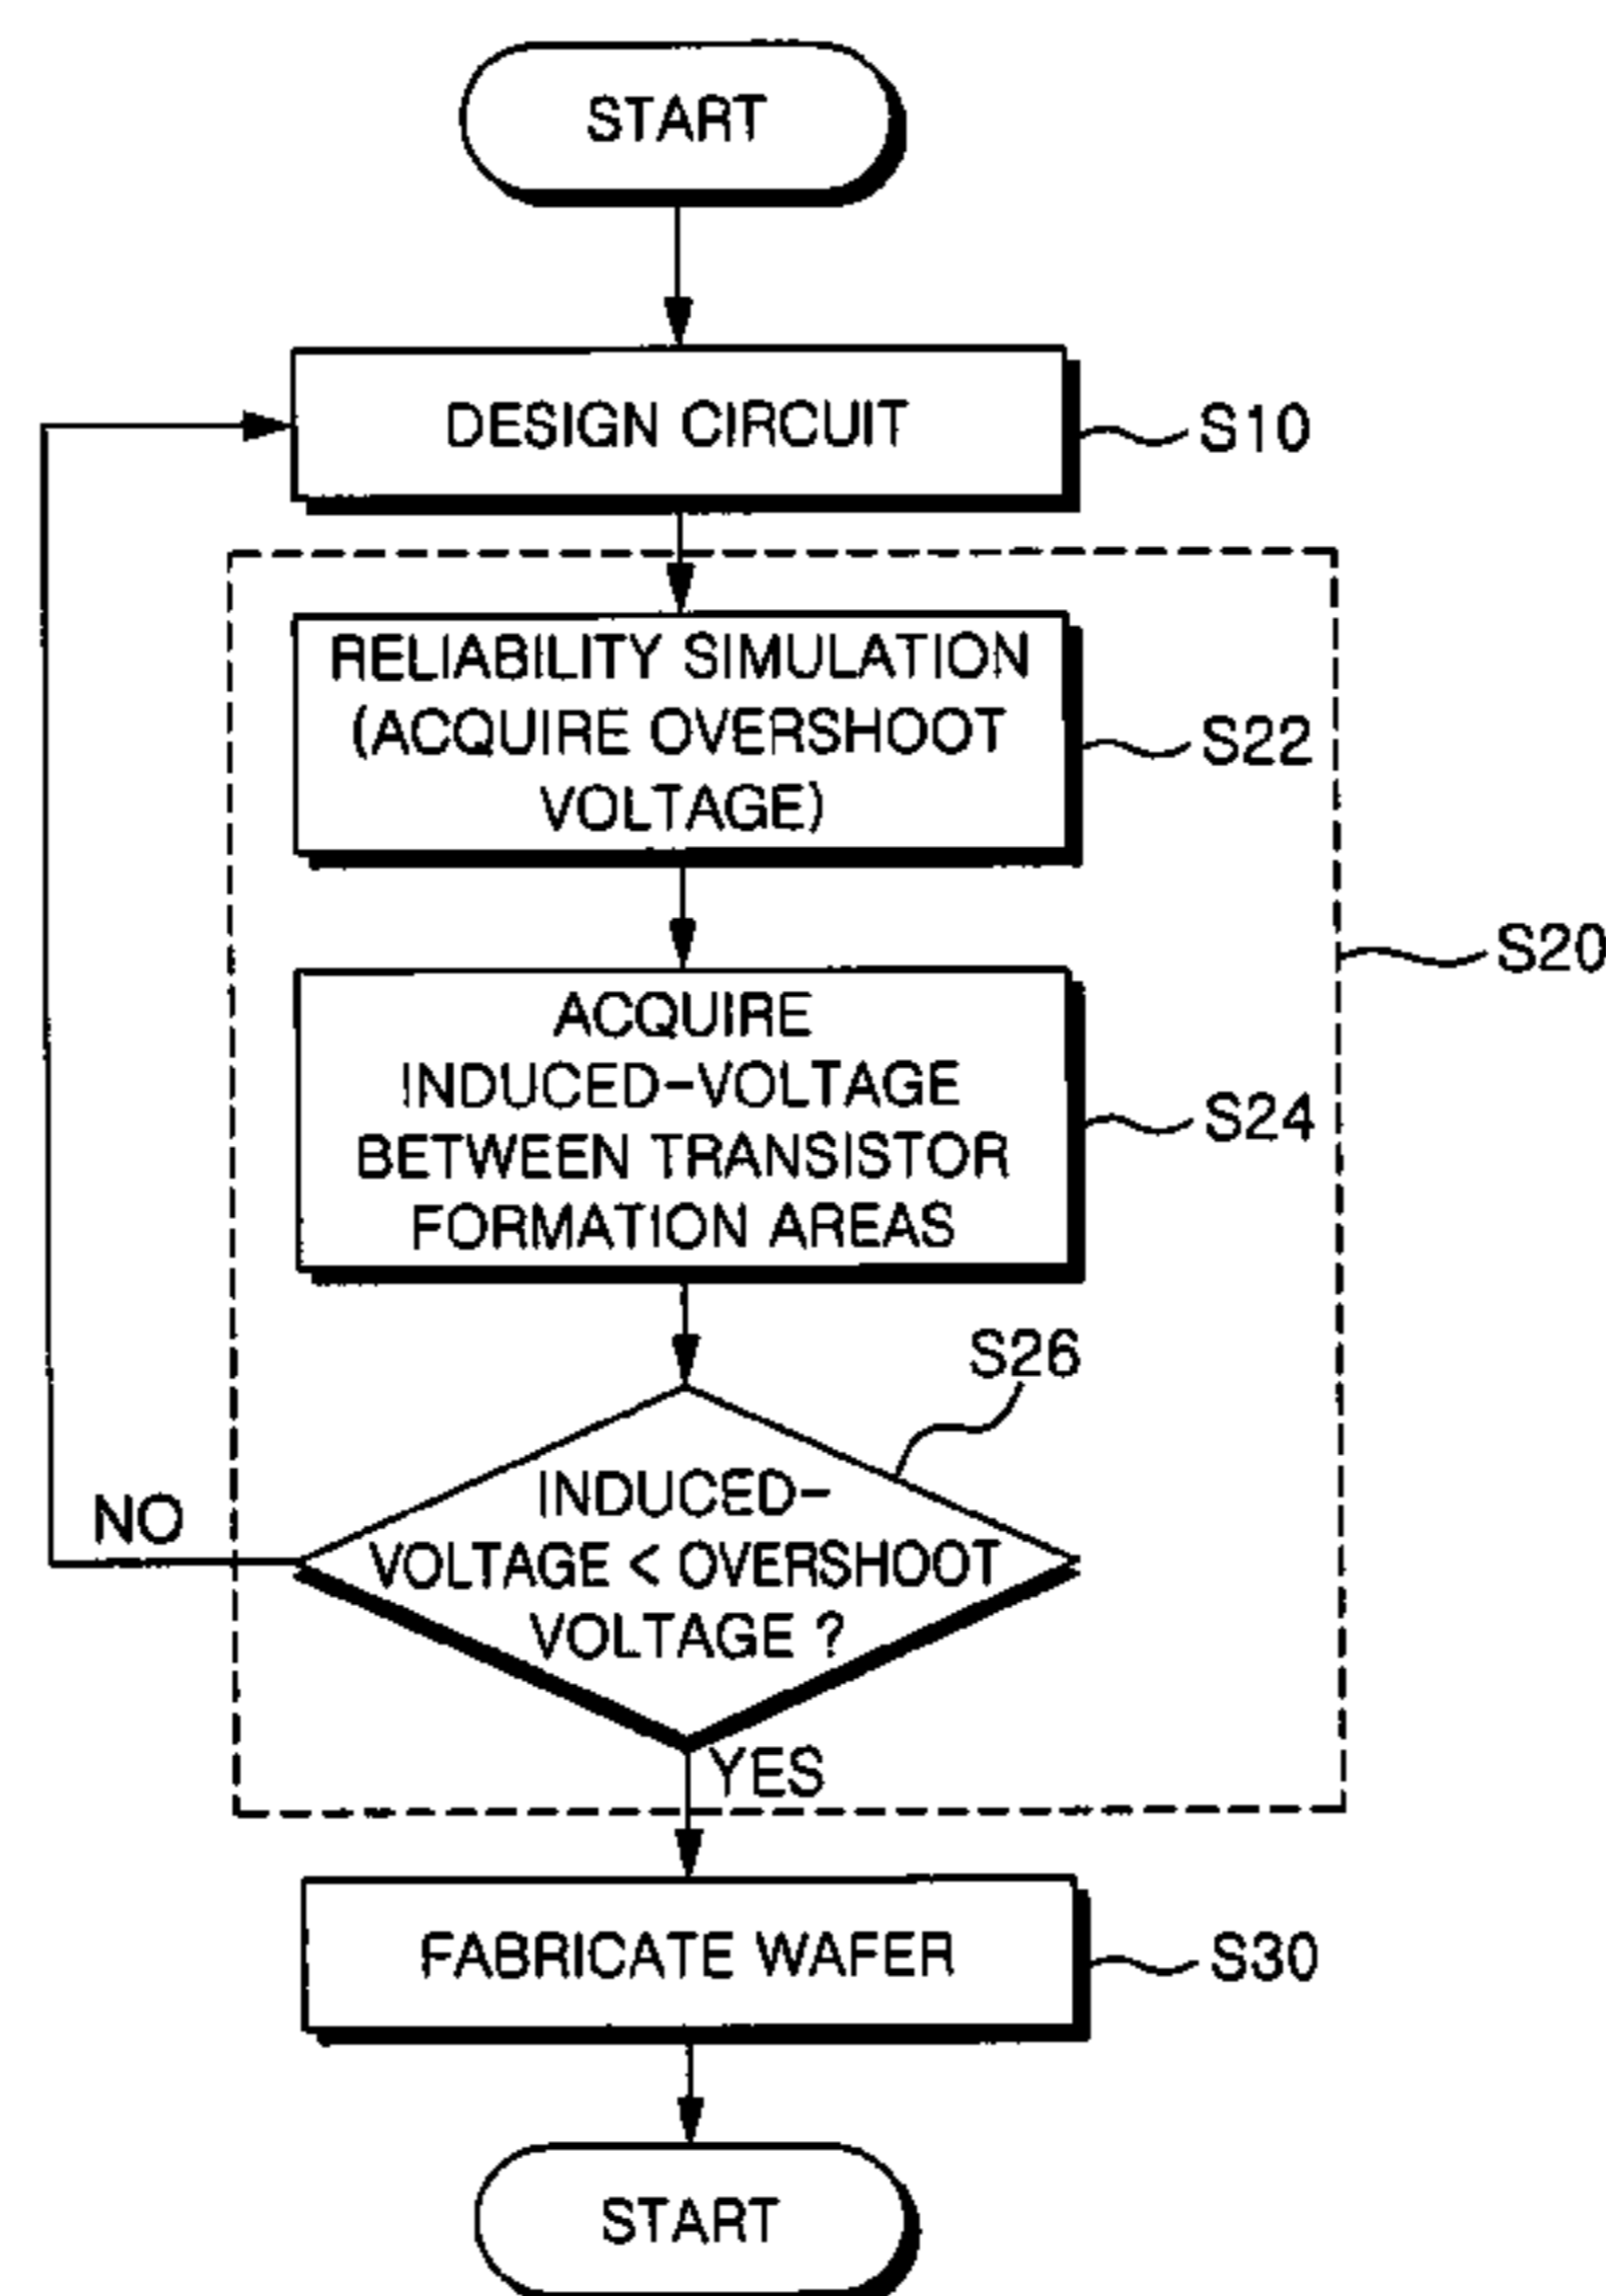 START
DESIGN CIRCUIT
S10
RELIABILITY SIMULATION
(ACQUIRE OVERSHOOT
VOLTAGE)
S22
S20
ACQUIRE
INDUCED-VOLTAGE
BETWEEN TRANSISTOR
FORMATION AREAS
S24
S26
INDUCED-
VOLTAGE < OVERSHOOT
VOLTAGE ?
NO
YES
FABRICATE WAFER
S30
START